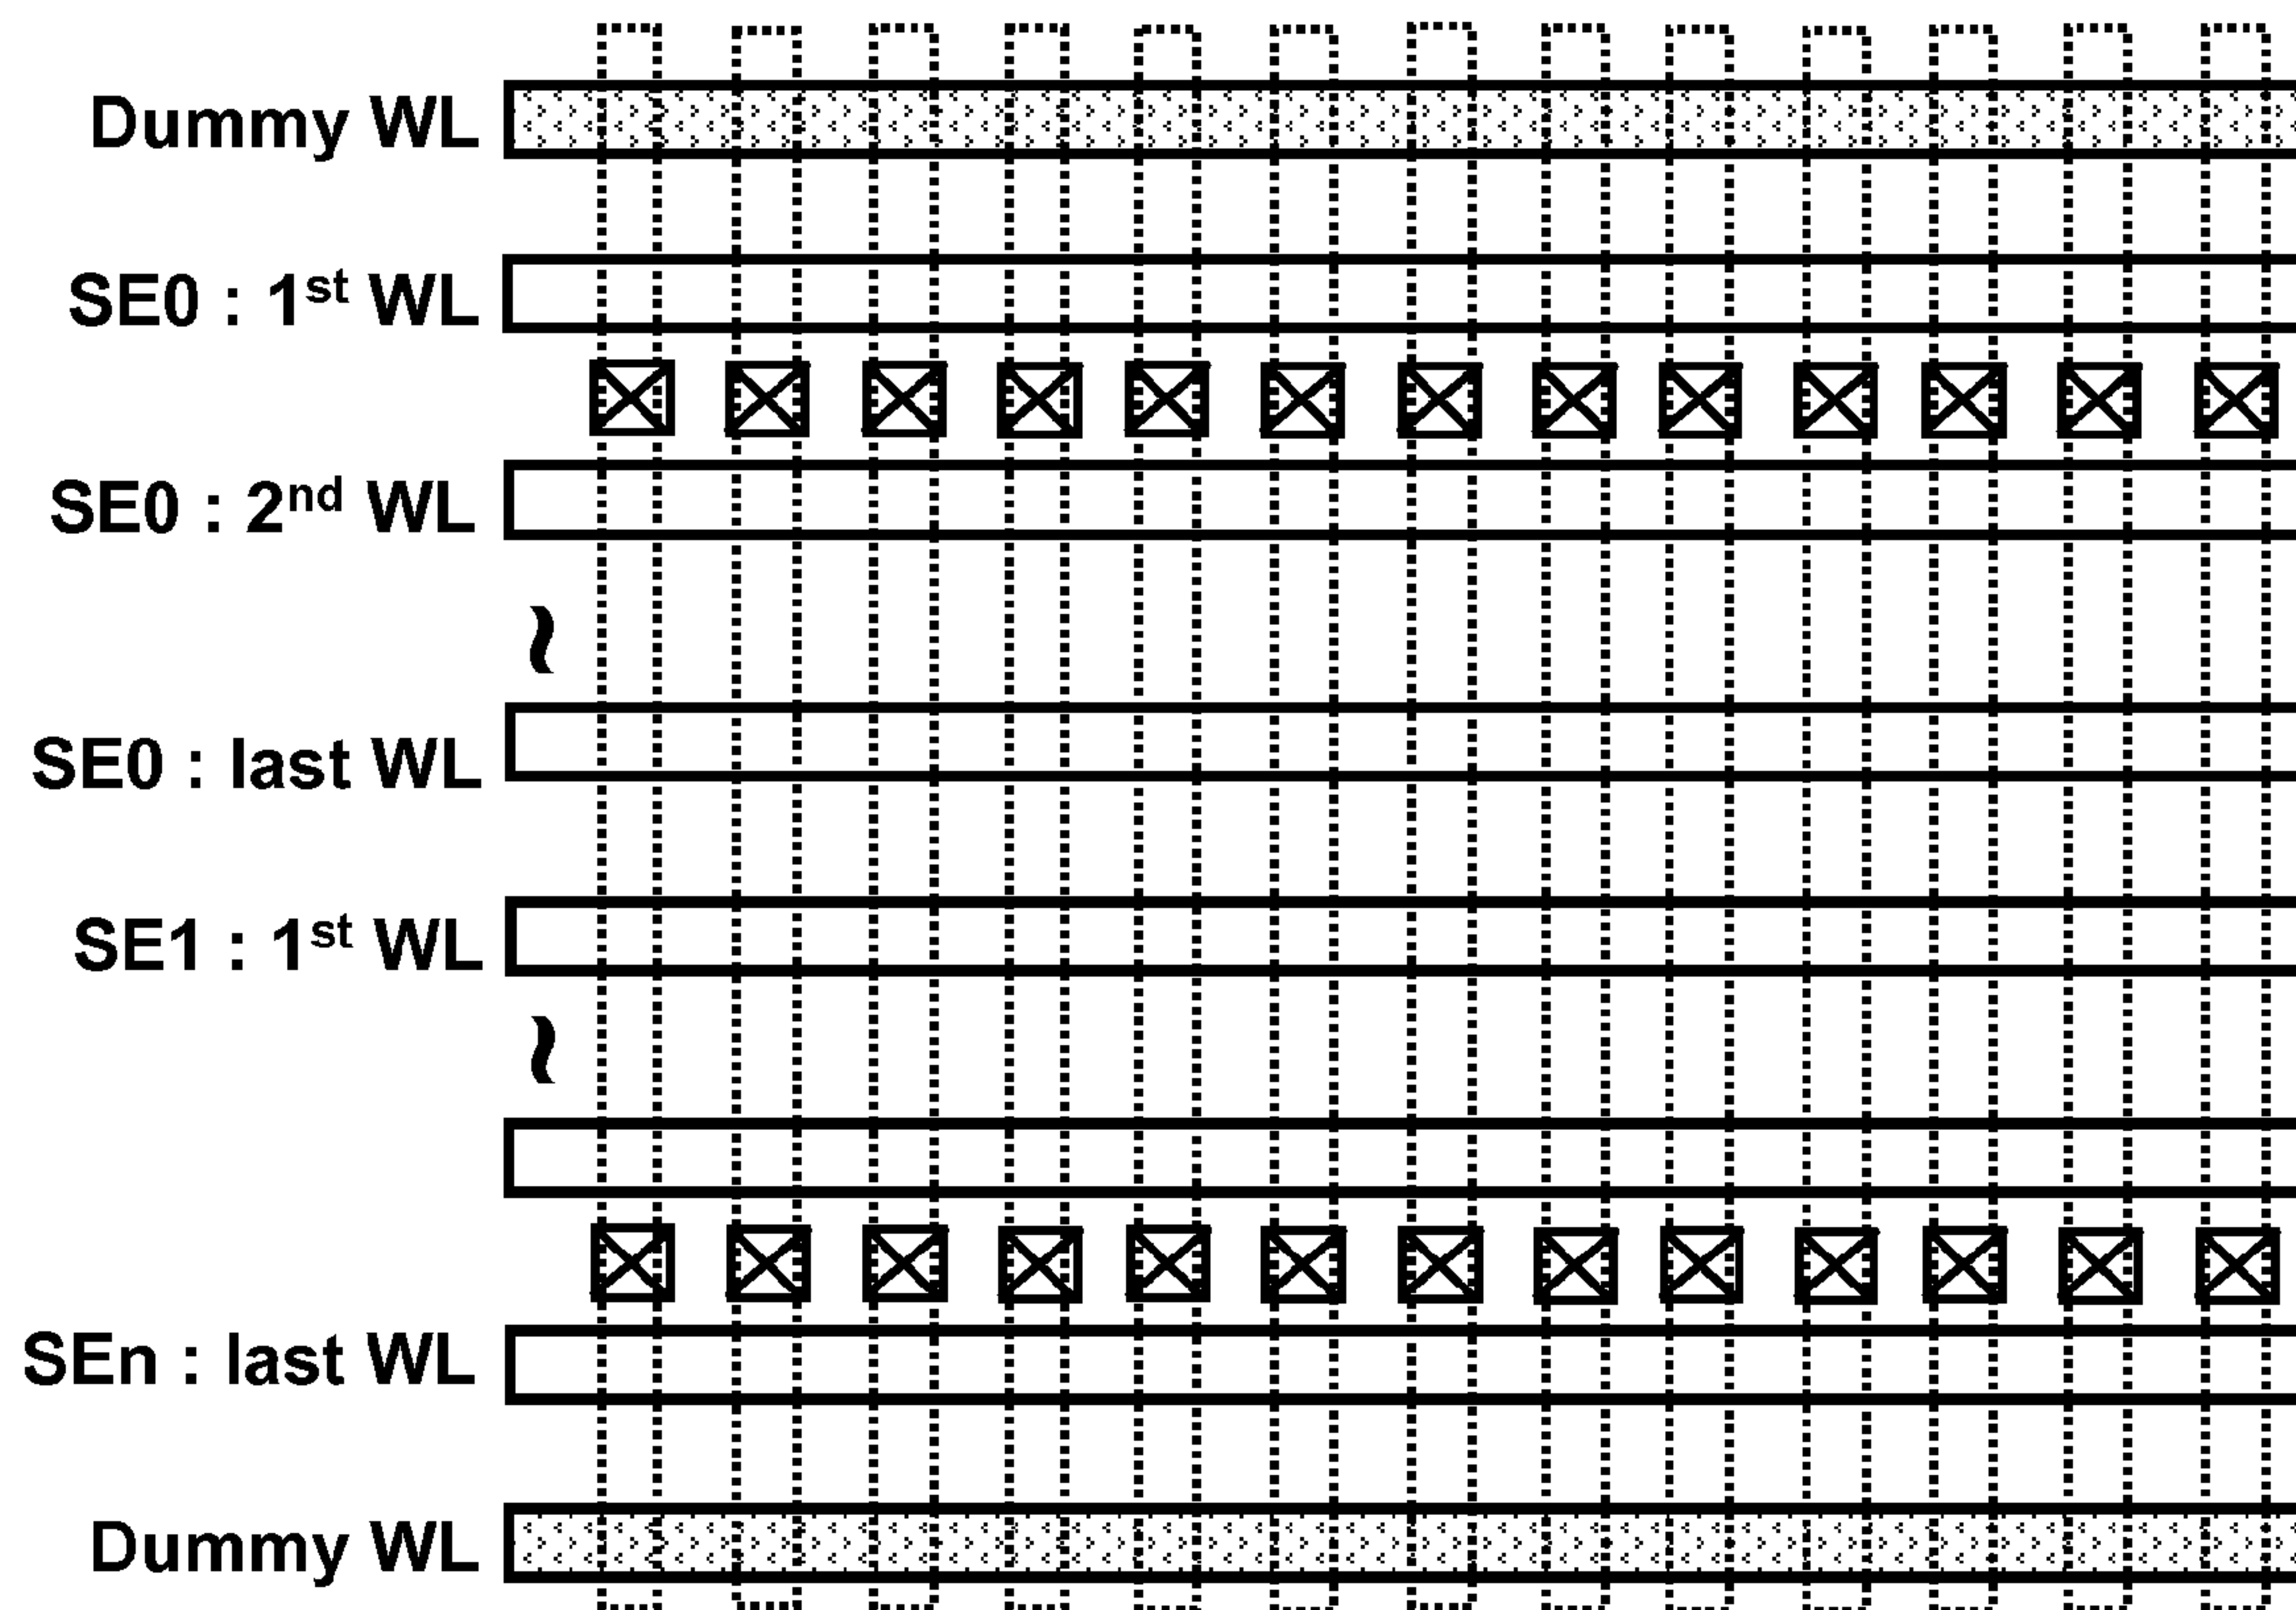 Dummy WL
SE0 : 1st WL
SE0 : 2nd WL
~
SE0 : last WL
SE1 : 1st WL
~
SEn : last WL
Dummy WL